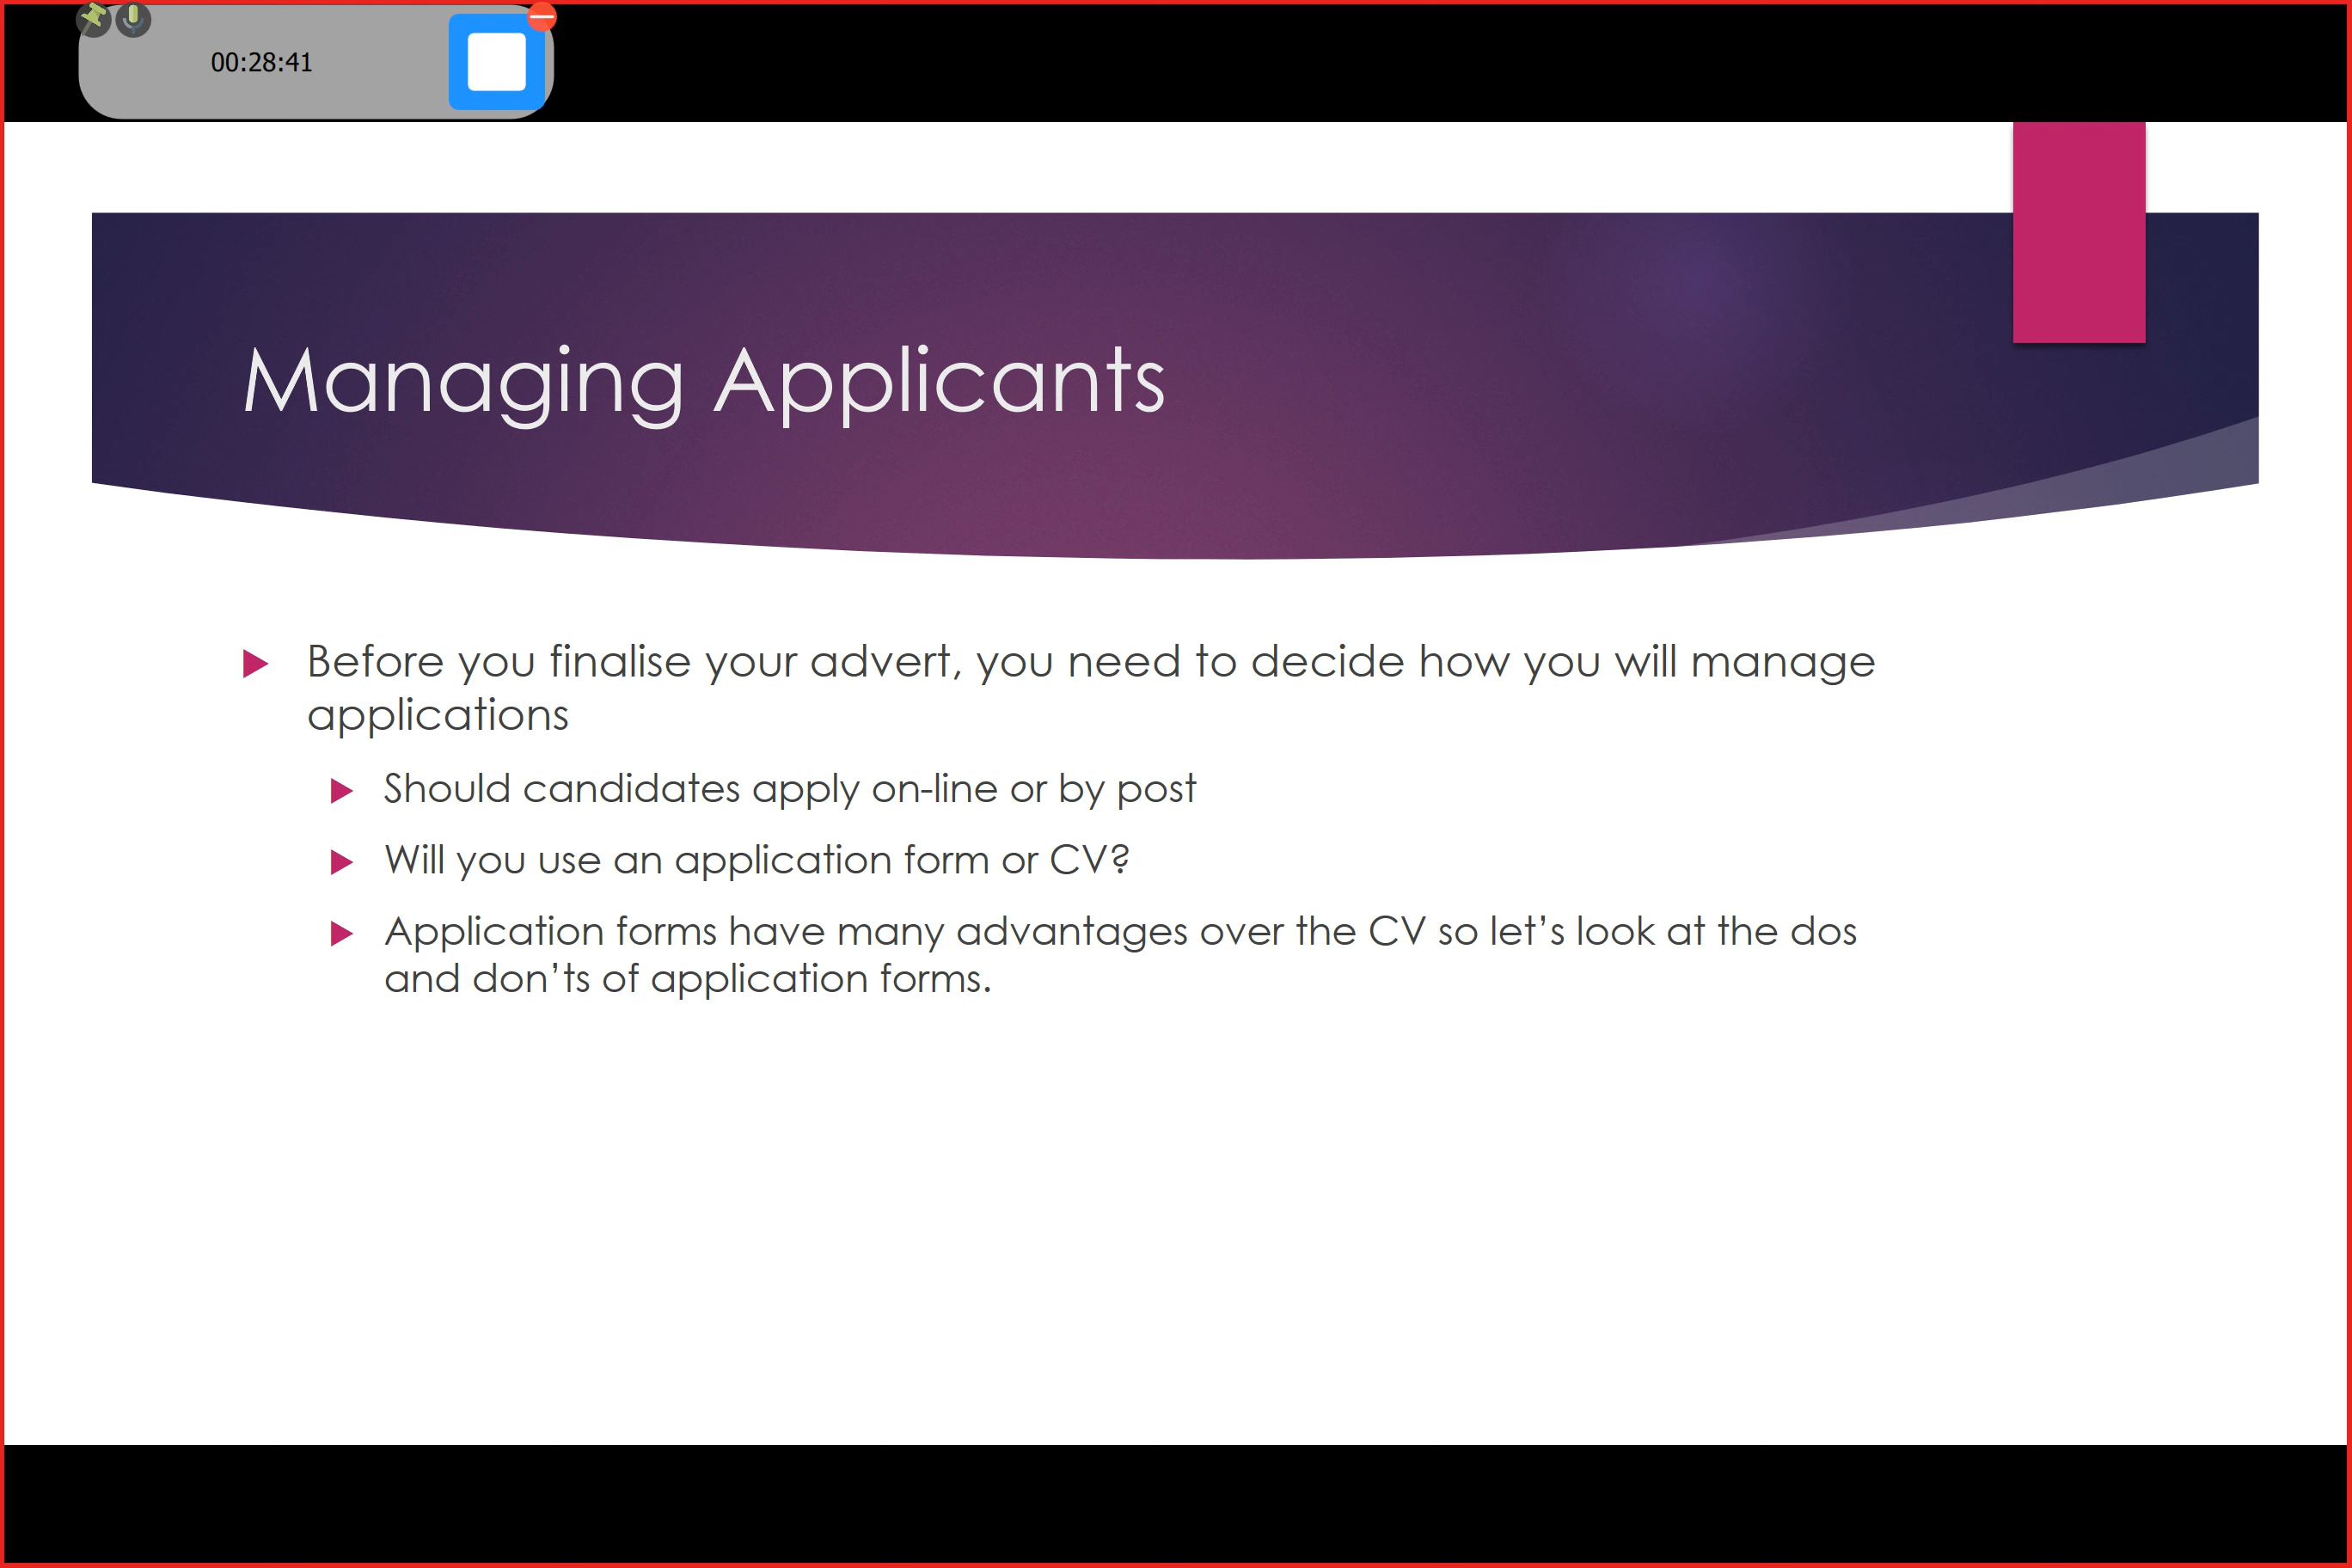 00:28:41
Managing Applicants
Before you finalise your advert, you need to decide how you will manage
applications
Should candidates apply on-line or by post
Will you use an application form or CV?
Application forms have many advantages over the CV so let’s look at the dos
and don’ts of application forms.